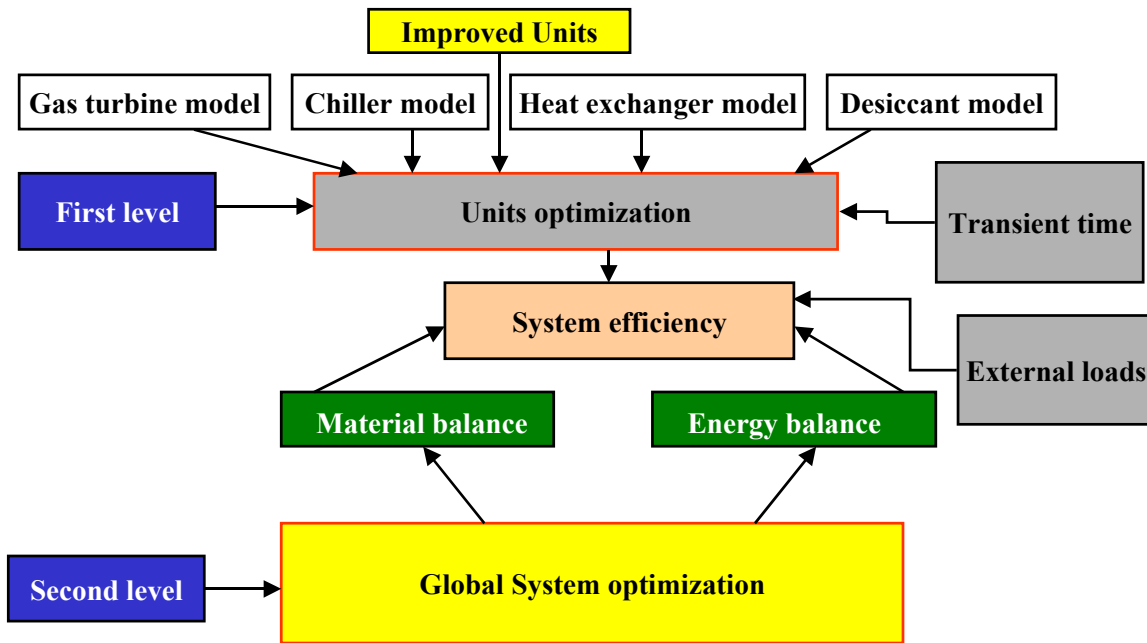 Improved Units
Gas turbine model
Chiller model
Heat exchanger model
Desiccant model
First level
Units optimization
Transient time
System efficiency
External loads
Material balance
Energy balance
Second level
Global System optimization